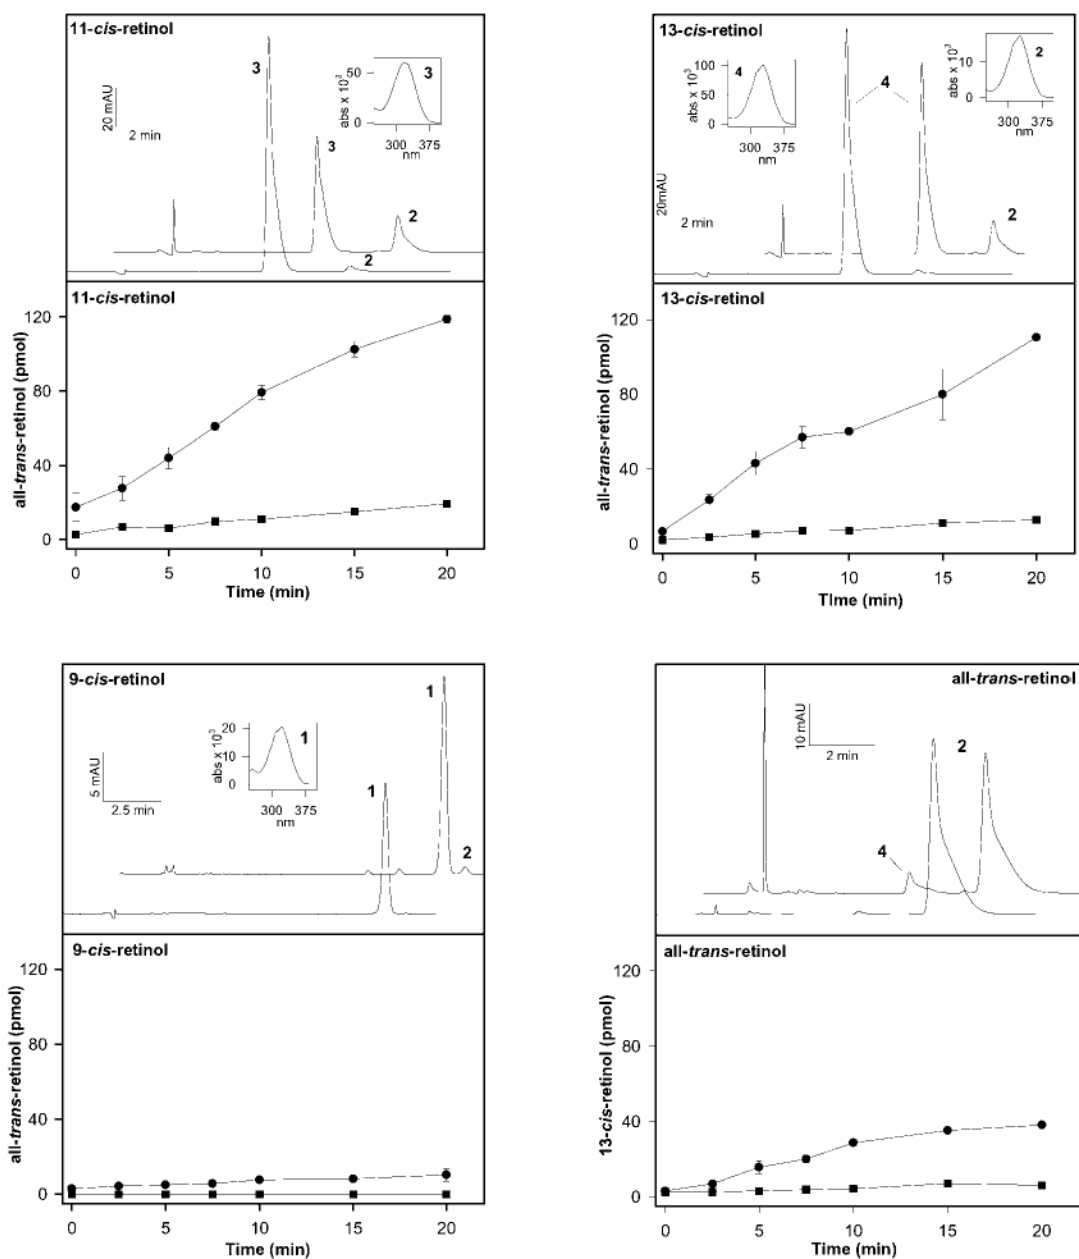 11-cis-retinol
3
20 mAU
2 min
abs x 10³
50
0
3
300 375
nm
3
2
2
11-cis-retinol
all-trans-retinol (pmol)
120
80
40
0
0 5 10 15 20
Time (min)
13-cis-retinol
4
abs x 10³
100
50
0
300 375
nm
4
abs x 10³
10
0
2
300 375
nm
20mAU
2 min
2
13-cis-retinol
all-trans-retinol (pmol)
120
80
40
0
0 5 10 15 20
TIme (min)
9-cis-retinol
5 mAU
2.5 min
abs x 10³
20
10
0
1
300 375
nm
1
1
2
9-cis-retinol
all-trans-retinol (pmol)
120
80
40
0
0 5 10 15 20
Time (min)
all-trans-retinol
10 mAU
2 min
2
4
all-trans-retinol
13-cis-retinol (pmol)
120
80
40
0
0 5 10 15 20
Time (min)